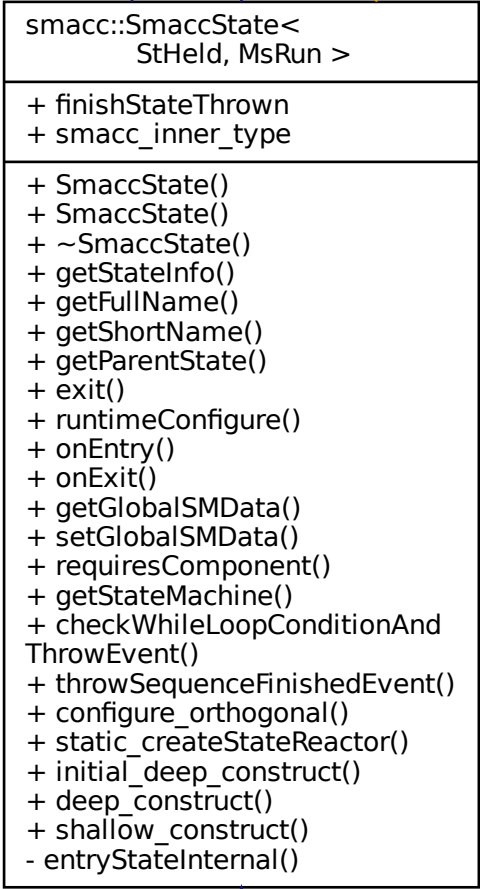 smacc::SmaccState<
StHeld, MsRun >
+ finishStateThrown
+ smacc_inner_type
+ SmaccState()
+ SmaccState()
+ ~SmaccState()
+ getStateInfo()
+ getFullName()
+ getShortName()
+ getParentState()
+ exit()
+ runtimeConfigure()
+ onEntry()
+ onExit()
+ getGlobalSMData()
+ setGlobalSMData()
+ requiresComponent()
+ getStateMachine()
+ checkWhileLoopConditionAnd
ThrowEvent()
+ throwSequenceFinishedEvent()
+ configure_orthogonal()
+ static_createStateReactor()
+ initial_deep_construct()
+ deep_construct()
+ shallow_construct()
- entryStateInternal()